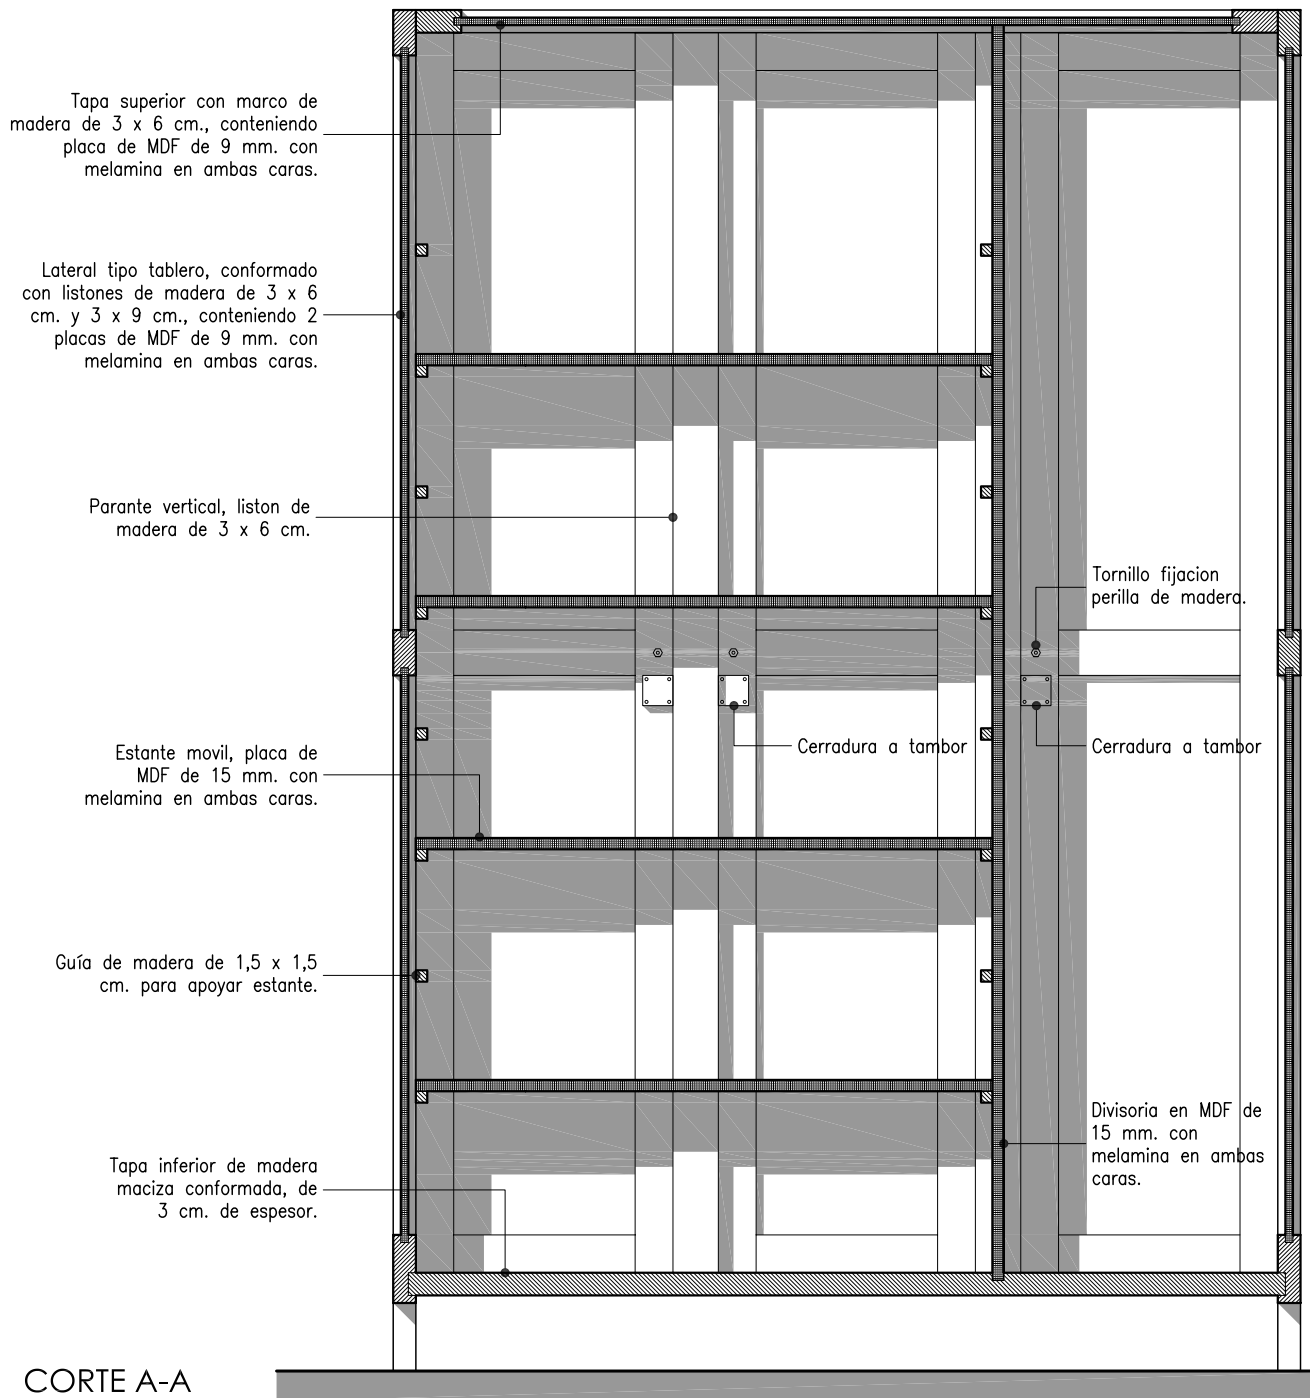 Tapa superior con marco de
madera de 3 x 6 cm., conteniendo
placa de MDF de 9 mm. con
melamina en ambas caras.
Lateral tipo tablero, conformado
con listones de madera de 3 x 6
cm. y 3 x 9 cm., conteniendo 2
placas de MDF de 9 mm. con
melamina en ambas caras.
Parante vertical, liston de
madera de 3 x 6 cm.
Tornillo fijacion
perilla de madera.
Estante movil, placa de
MDF de 15 mm. con
melamina en ambas caras.
Cerradura a tambor
Cerradura a tambor
Guía de madera de 1,5 x 1,5
cm. para apoyar estante.
Divisoria en MDF de
15 mm. con
melamina en ambas
caras.
Tapa inferior de madera
maciza conformada, de
3 cm. de espesor.
CORTE A-A